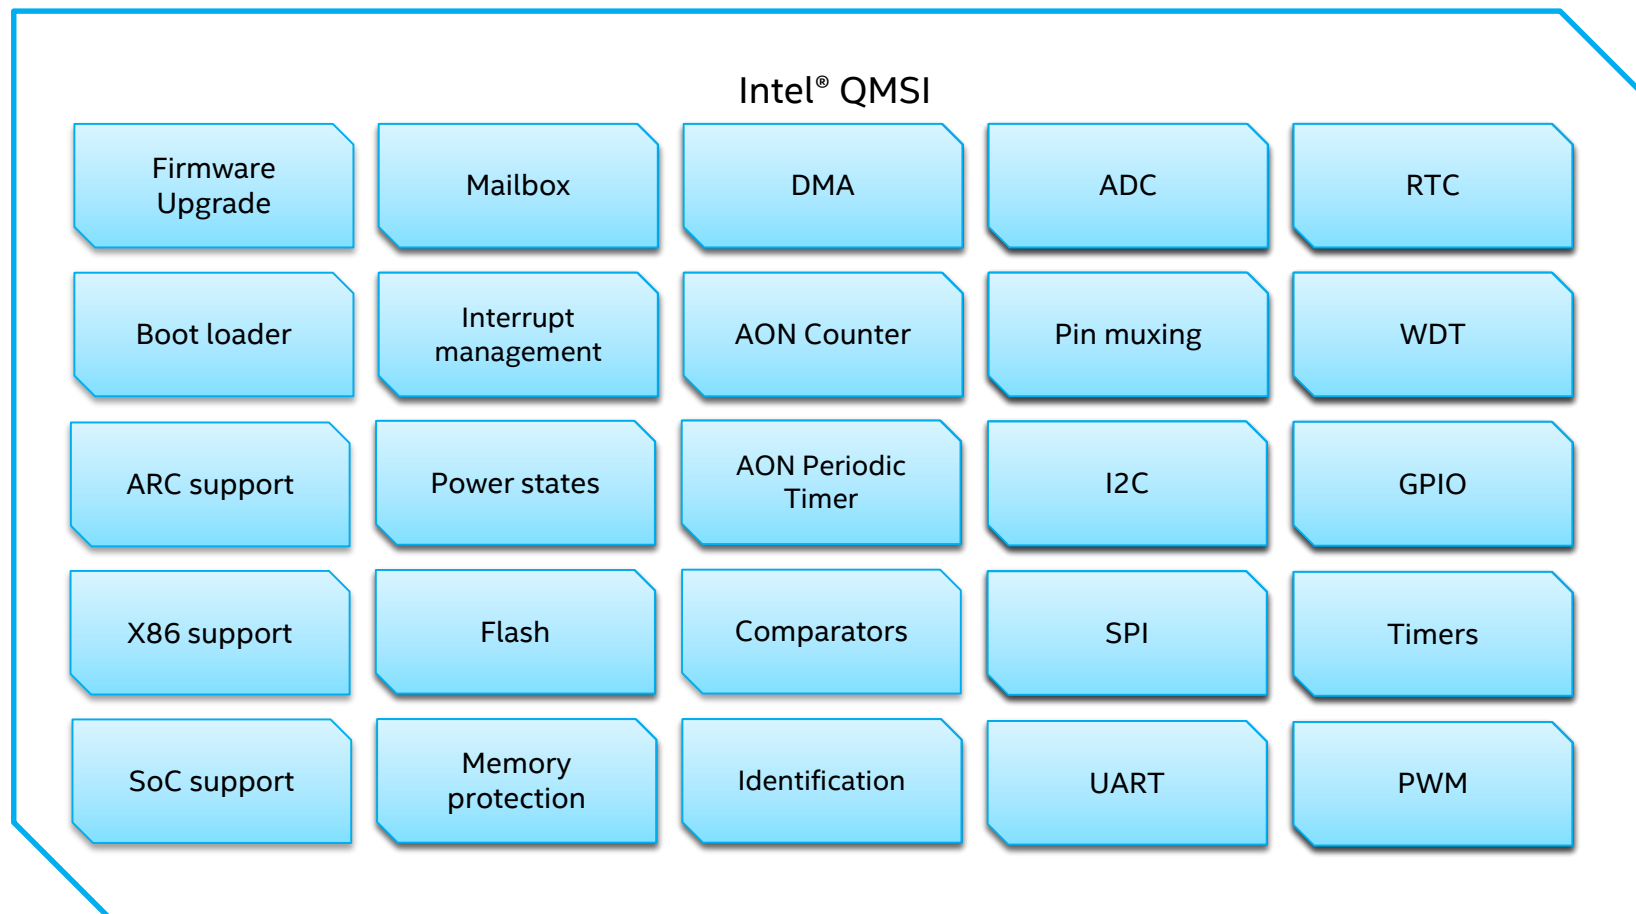 Intel® QMSI
Firmware
Upgrade
Mailbox
DMA
ADC
RTC
Boot loader
Interrupt
management
AON Counter
Pin muxing
WDT
ARC support
Power states
AON Periodic
Timer
I2C
GPIO
X86 support
Flash
Comparators
SPI
Timers
SoC support
Memory
protection
Identification
UART
PWM